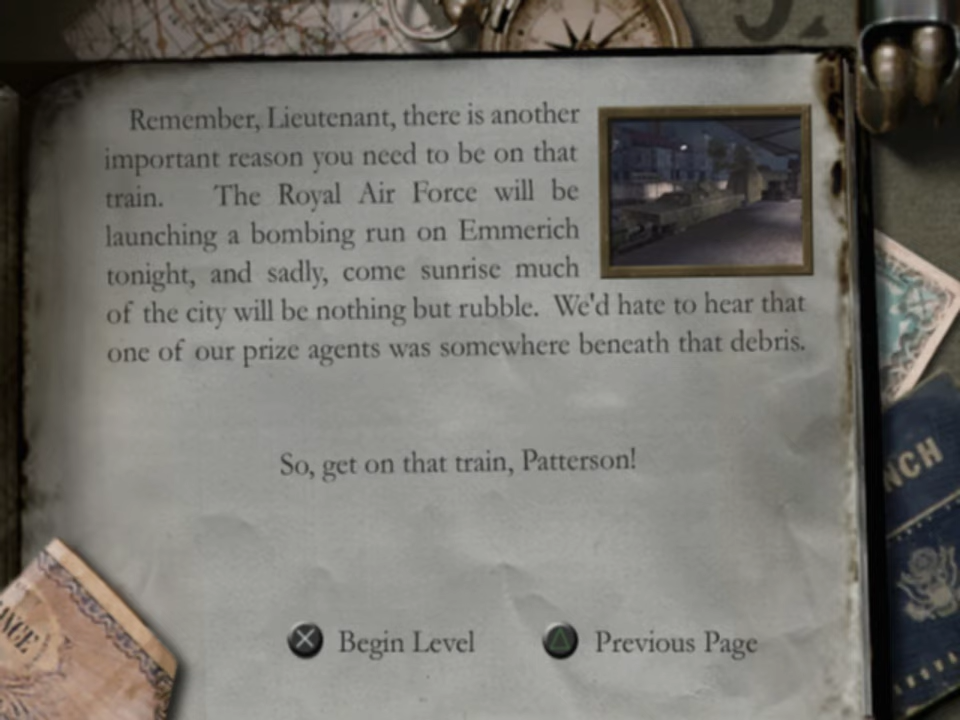 Remember, Lieutenant, there is another
important reason you need to be on that
train. The Royal Air Force will be
launching a bombing run on Emmerich
tonight, and sadly, come sunrise much
of the city will be nothing but rubble. We'd hate to hear that
one of our prize agents was somewhere beneath that debris.
So, get on that train, Patterson!
Begin Level
Previous Page